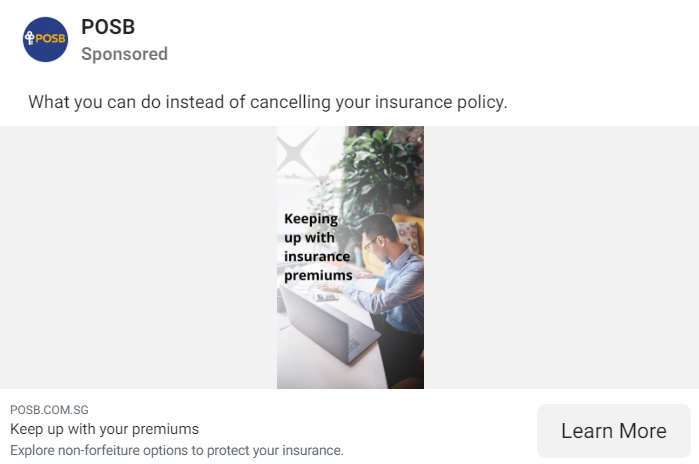 POSB
POSB
Sponsored
What you can do instead of cancelling your insurance policy.
Keeping
up with
insurance
premiums
POSB.COM.SG
Keep up with your premiums
Explore non-forfeiture options to protect your insurance.
Learn More